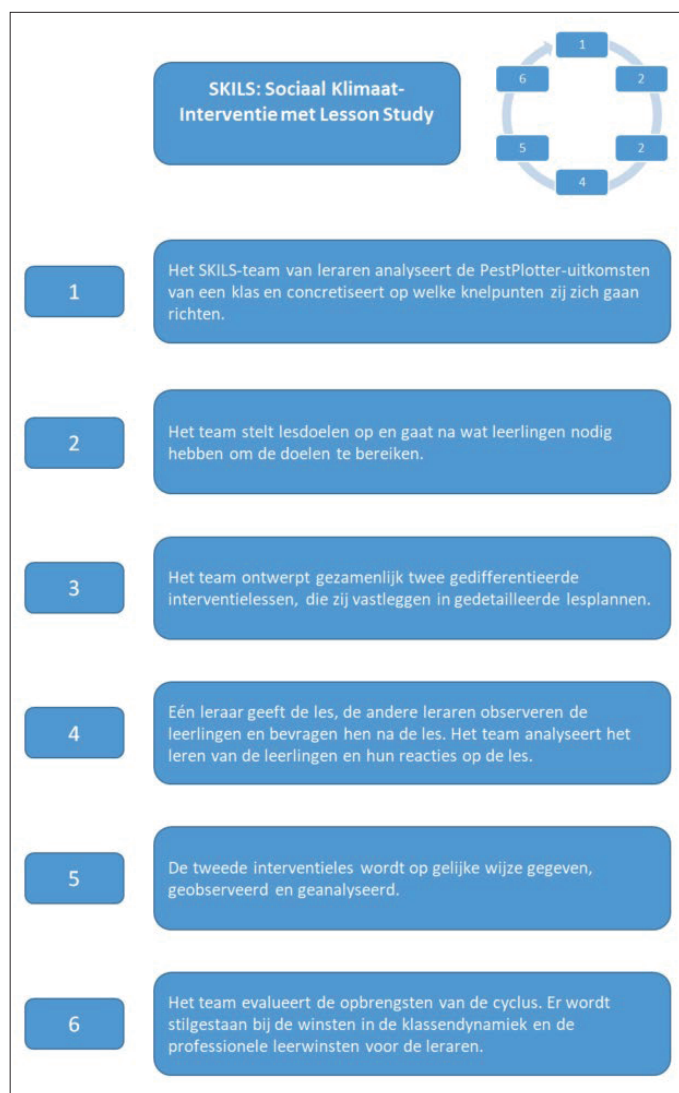 SKILS: Sociaal Klimaat-
Interventie met Lesson Study
1
2
2
4
5
6
1
Het SKILS-team van leraren analyseert de PestPlotter-uitkomsten
van een klas en concretiseert op welke knelpunten zij zich gaan
richten.
2
Het team stelt lesdoelen op en gaat na wat leerlingen nodig
hebben om de doelen te bereiken.
3
Het team ontwerpt gezamenlijk twee gedifferentieerde
interventielessen, die zij vastleggen in gedetailleerde lesplannen.
4
Eén leraar geeft de les, de andere leraren observeren de
leerlingen en bevragen hen na de les. Het team analyseert het
leren van de leerlingen en hun reacties op de les.
5
De tweede interventieles wordt op gelijke wijze gegeven,
geobserveerd en geanalyseerd.
6
Het team evalueert de opbrengsten van de cyclus. Er wordt
stilgestaan bij de winsten in de klassendynamiek en de
professionele leerwinsten voor de leraren.